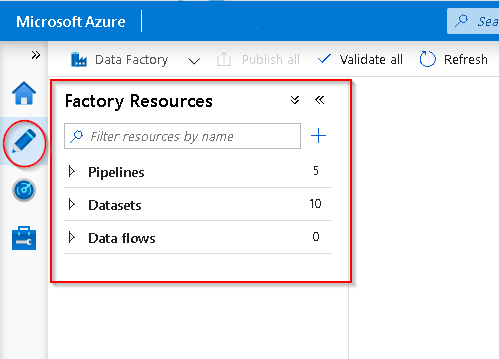 Microsoft Azure
Sea
Data Factory
Publish all
Validate all
Refresh
Factory Resources
Filter resources by name
Pipelines 5
Datasets 10
Data flows 0